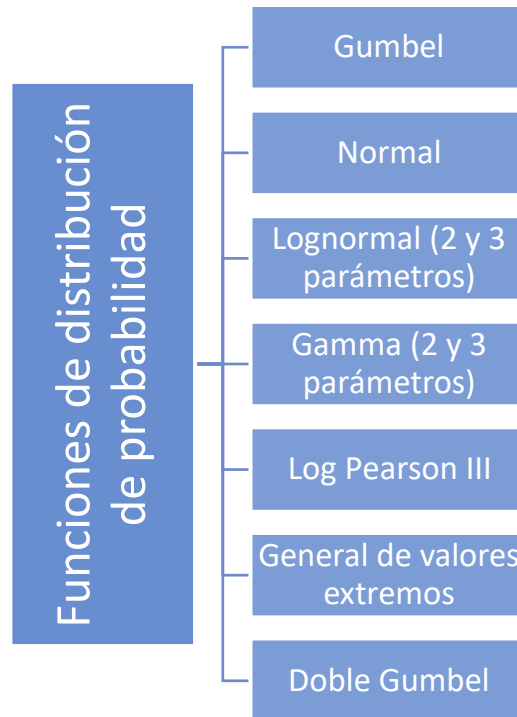 Funciones de distribución
de probabilidad
Gumbel
Normal
Lognormal (2 y 3
parámetros)
Gamma (2 y 3
parámetros)
Log Pearson III
General de valores
extremos
Doble Gumbel